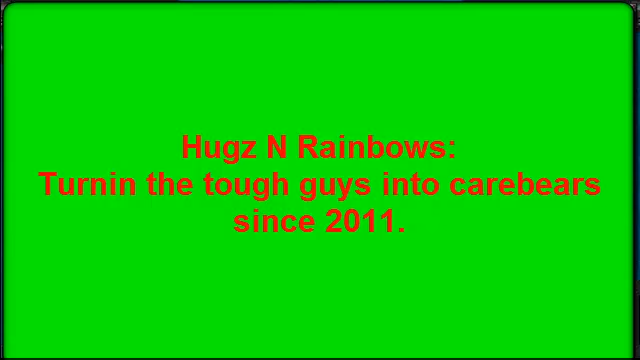 Hugz N Rainbows:
Turnin the tough guys into carebears
since 2011.